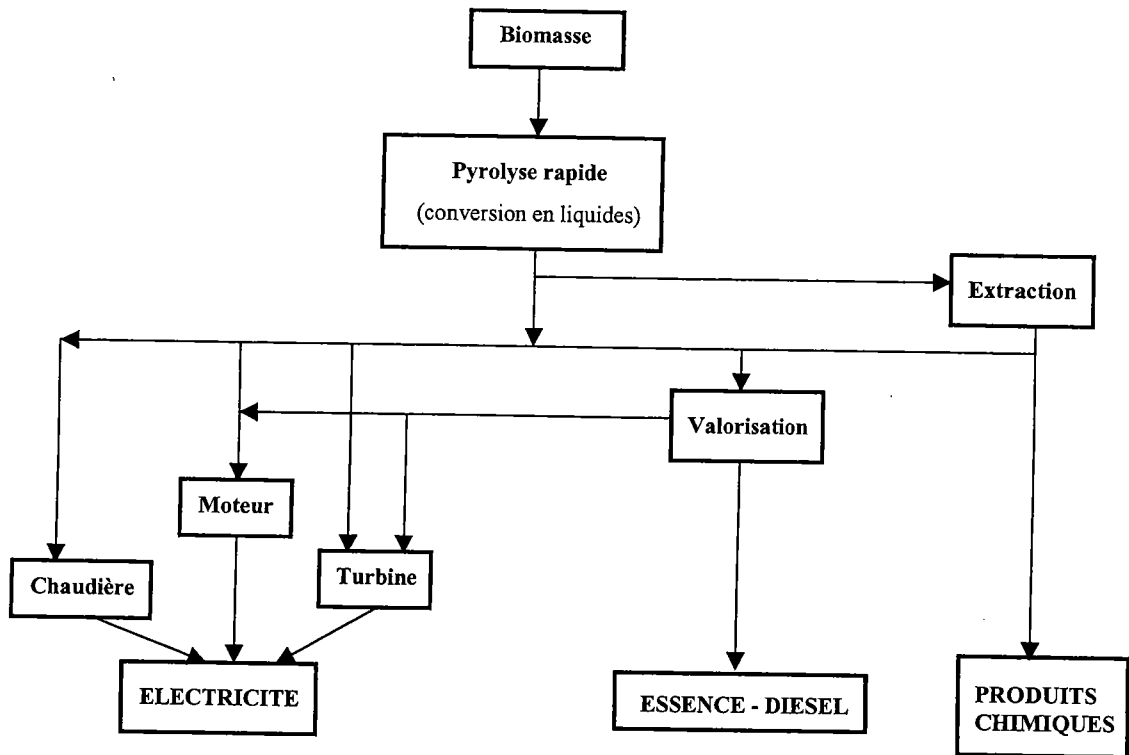 Biomasse
Pyrolyse rapide
(conversion en liquides)
Extraction
Valorisation
Moteur
Chaudière
Turbine
ELECTRICITE
ESSENCE - DIESEL
PRODUITS
CHIMIQUES